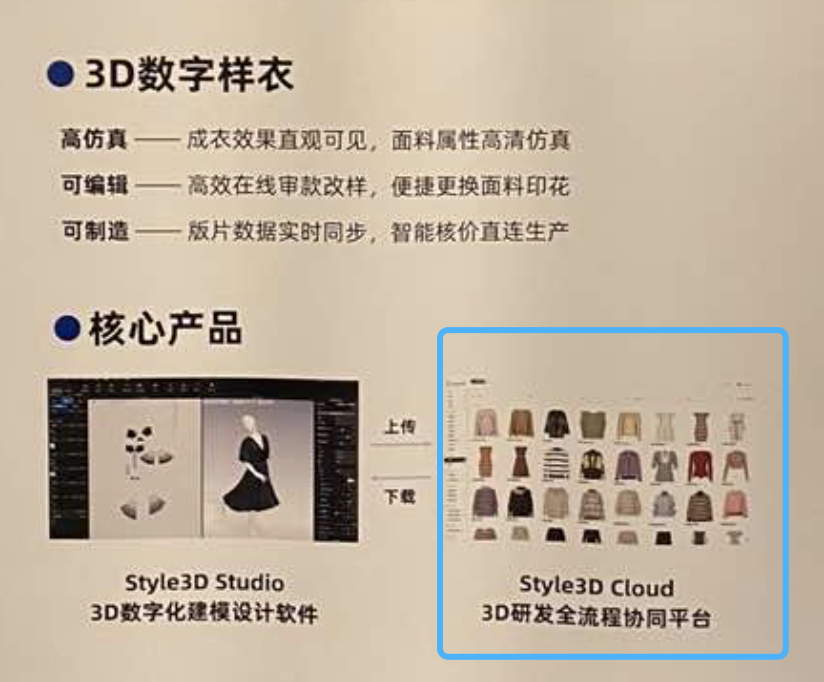 3D数字样衣
高仿真 —— 成衣效果直观可见，面料属性高清仿真
可编辑 —— 高效在线审款改样，便捷更换面料印花
可制造 —— 版片数据实时同步，智能核价直连生产
核心产品
上传
下载
Style3D Studio
3D数字化建模设计软件
Style3D Cloud
3D研发全流程协同平台